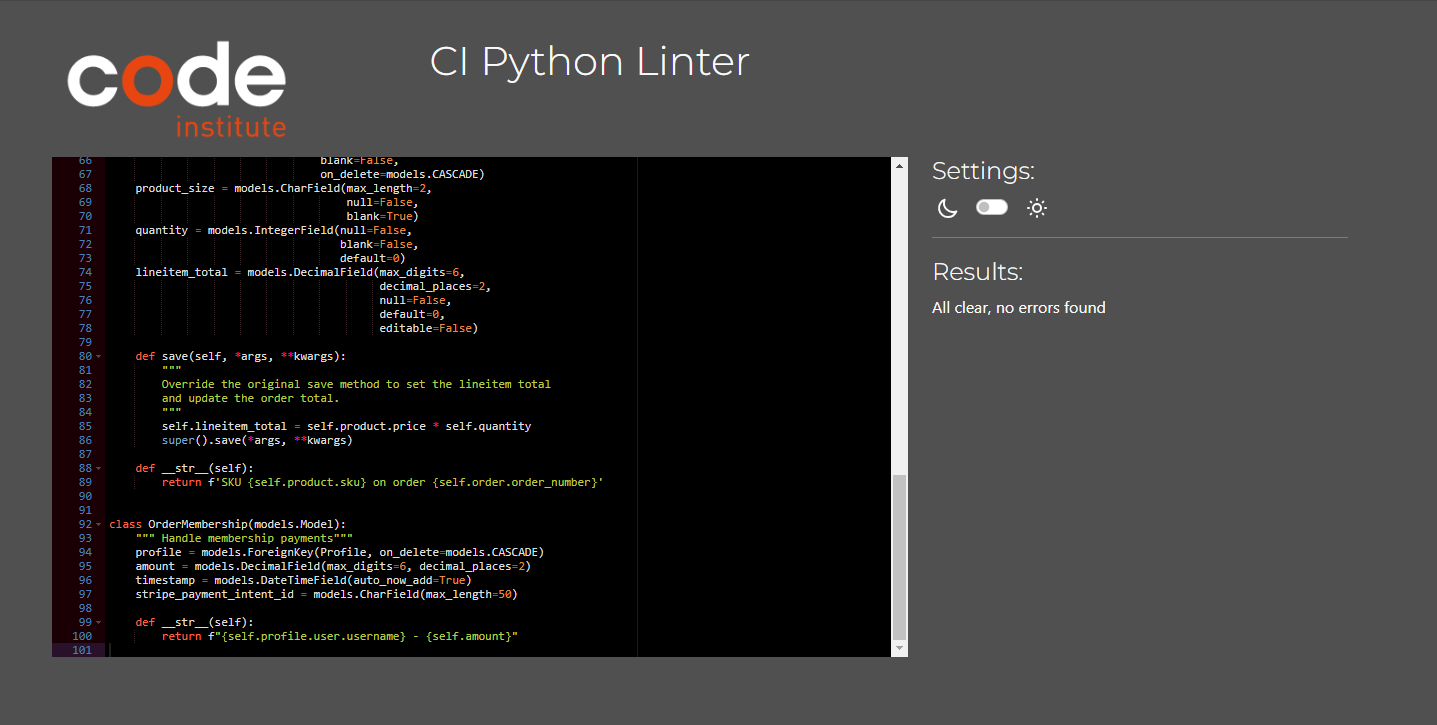 code
institute
CI Python Linter
66 blank=False,
67 on_delete=models.CASCADE)
68 product_size = models.CharField(max_length=2,
69 null=False,
70 blank=True)
71 quantity = models.IntegerField(null=False,
72 blank=False,
73 default=0)
74 lineitem_total = models.DecimalField(max_digits=6,
75 decimal_places=2,
76 null=False,
77 default=0,
78 editable=False)
79
80 def save(self, *args, **kwargs):
81 """
82 Override the original save method to set the lineitem total
83 and update the order total.
84 """
85 self.lineitem_total = self.product.price * self.quantity
86 super().save(*args, **kwargs)
87
88 def __str__(self):
89 return f'SKU {self.product.sku} on order {self.order.order_number}'
90
91
92 class OrderMembership(models.Model):
93 """ Handle membership payments"""
94 profile = models.ForeignKey(Profile, on_delete=models.CASCADE)
95 amount = models.DecimalField(max_digits=6, decimal_places=2)
96 timestamp = models.DateTimeField(auto_now_add=True)
97 stripe_payment_intent_id = models.CharField(max_length=50)
98
99 def __str__(self):
100 return f"{self.profile.user.username} - {self.amount}"
101
Settings:
Results:
All clear, no errors found